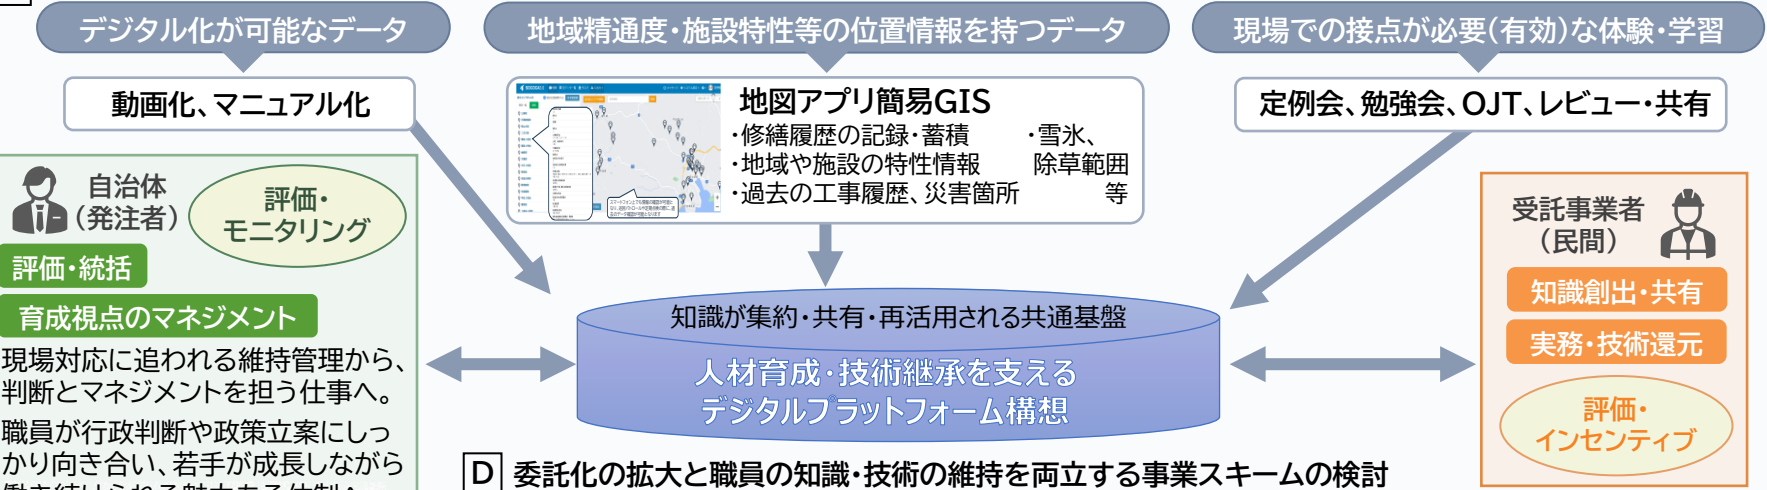 デジタル化が可能なデータ
地域精通度・施設特性等の位置情報を持つデータ
現場での接点が必要（有効）な体験・学習
動画化、マニュアル化
地図アプリ簡易GIS
・修繕履歴の記録・蓄積
・地域や施設の特性情報
・過去の工事履歴、災害箇所
・雪氷、
除草範囲
等
定例会、勉強会、OJT、レビュー・共有
自治体
（発注者）
評価・
モニタリング
評価・統括
育成視点のマネジメント
現場対応に追われる維持管理から、
判断とマネジメントを担う仕事へ。
職員が行政判断や政策立案にしっ
かり向き合い、若手が成長しながら
知識が集約・共有・再活用される共通基盤
人材育成・技術継承を支える
デジタルプラットフォーム構想
受託事業者
（民間）
知識創出・共有
実務・技術還元
評価・
インセンティブ
D 委託化の拡大と職員の知識・技術の維持を両立する事業スキームの検討